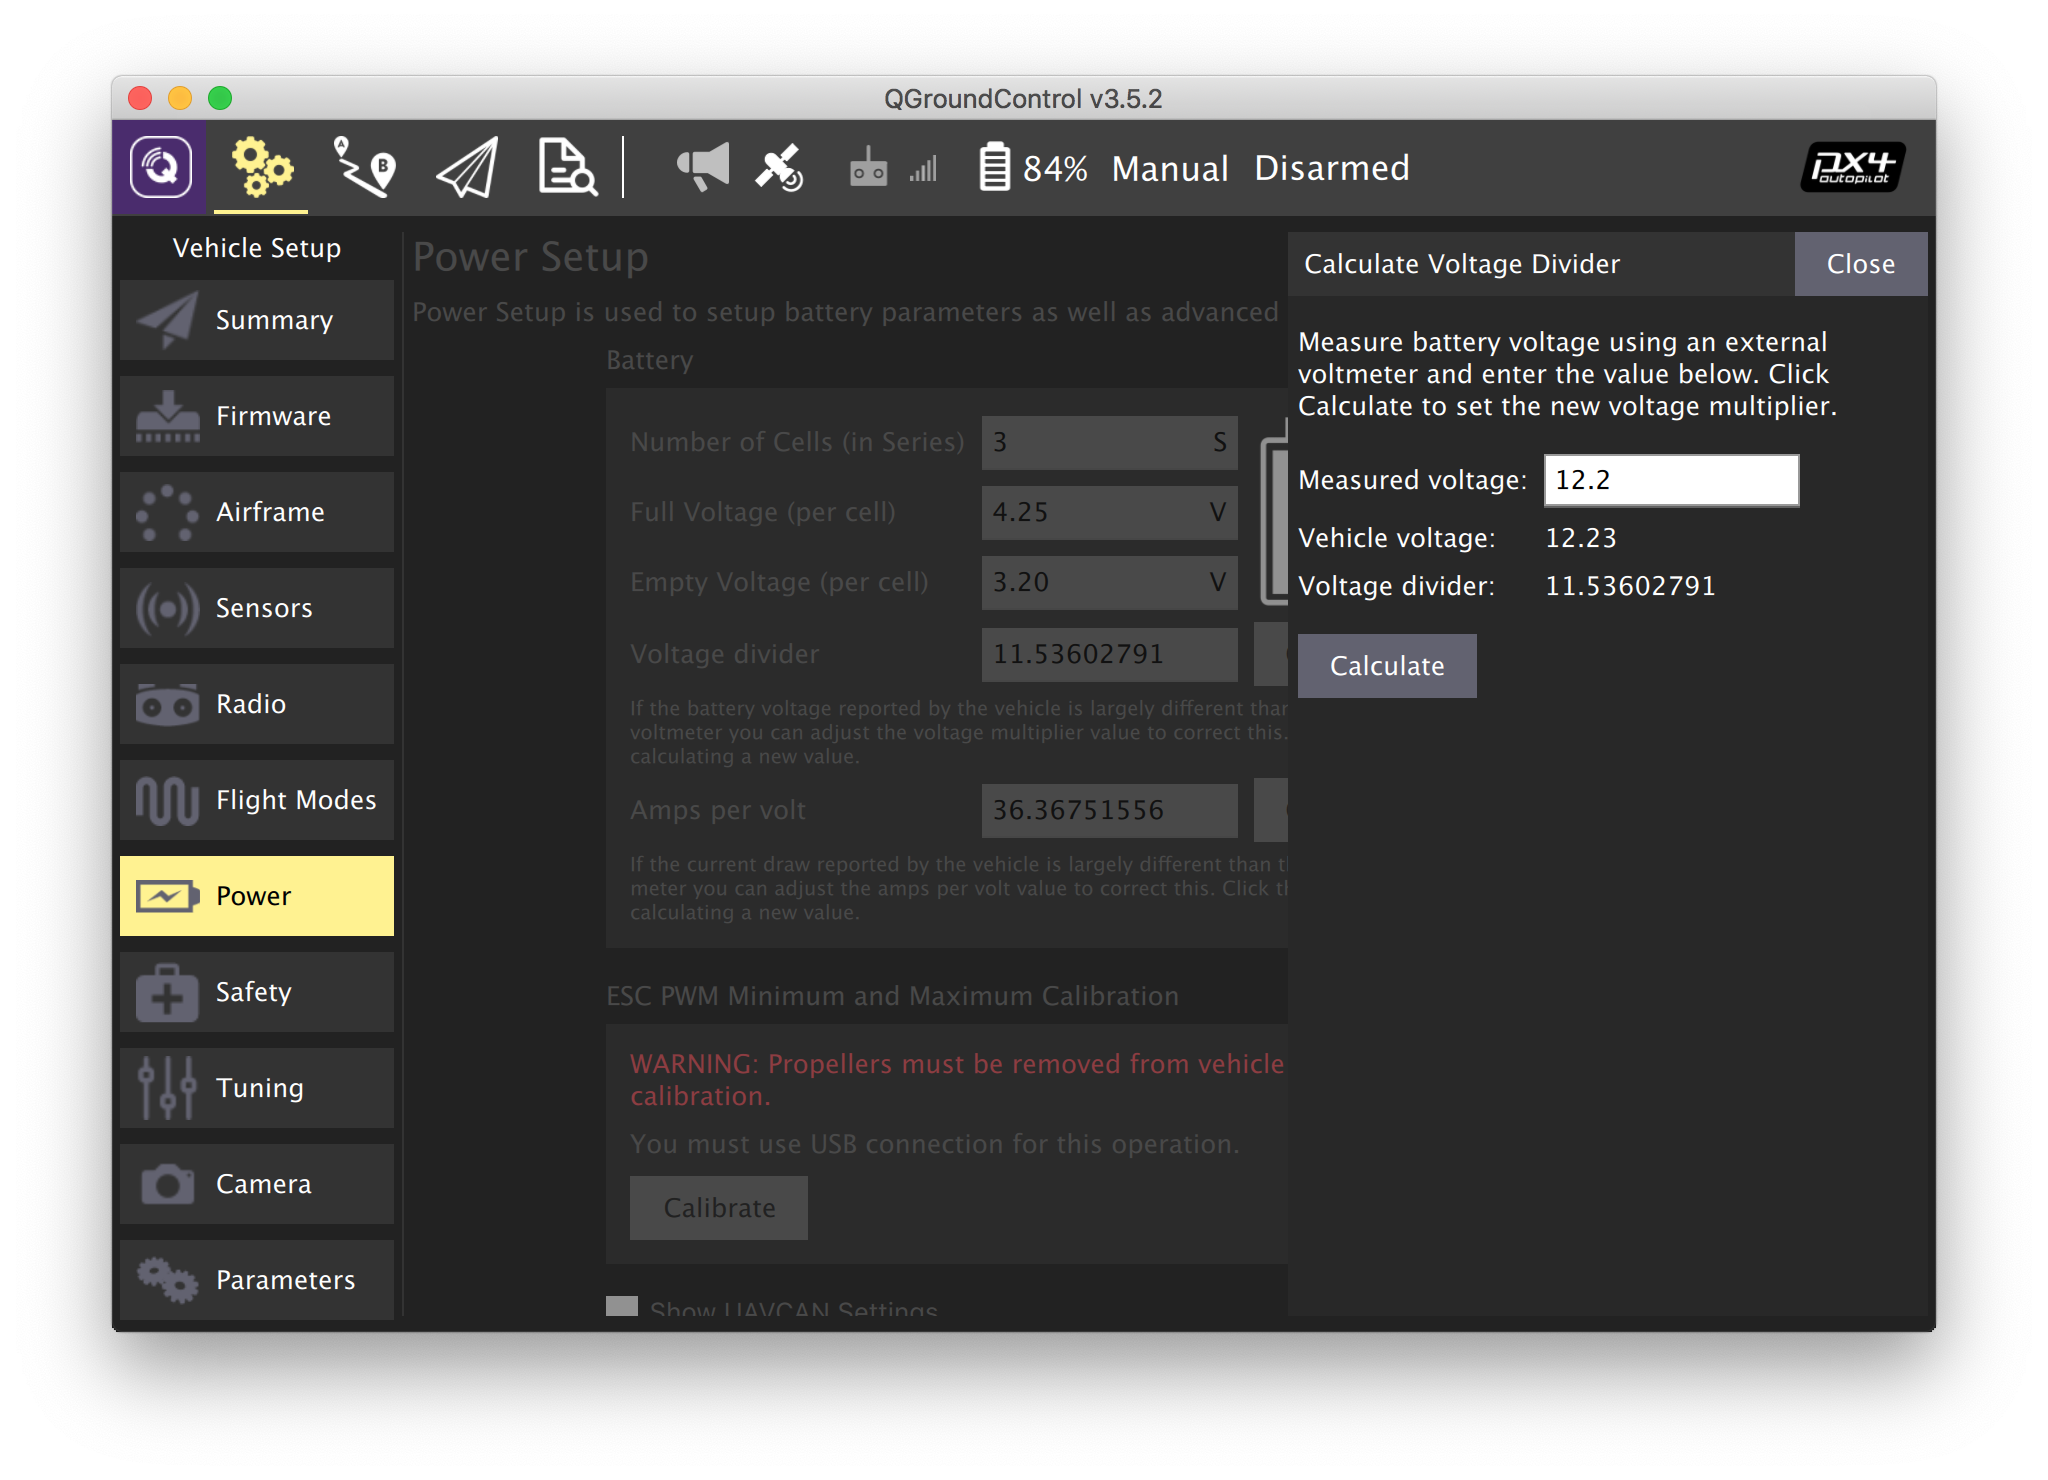 QGroundControl v3.5.2
A
B
84% Manual Disarmed
px4
autopilot
Vehicle Setup
Summary
Firmware
Airframe
Sensors
Radio
Flight Modes
Power
Safety
Tuning
Camera
Parameters
Power Setup
Power Setup is used to setup battery parameters as well as advanced
Battery
Number of Cells (in Series) 3 S
Full Voltage (per cell) 4.25 V
Empty Voltage (per cell) 3.20 V
Voltage divider 11.53602791
If the battery voltage reported by the vehicle is largely different than
voltmeter you can adjust the voltage multiplier value to correct this.
calculating a new value.
Amps per volt 36.36751556
If the current draw reported by the vehicle is largely different than
meter you can adjust the amps per volt value to correct this. Click
calculating a new value.
ESC PWM Minimum and Maximum Calibration
WARNING: Propellers must be removed from vehicle
calibration.
You must use USB connection for this operation.
Calibrate
Show UAVCAN Settings
Calculate Voltage Divider
Close
Measure battery voltage using an external
voltmeter and enter the value below. Click
Calculate to set the new voltage multiplier.
Measured voltage: 12.2
Vehicle voltage: 12.23
Voltage divider: 11.53602791
Calculate